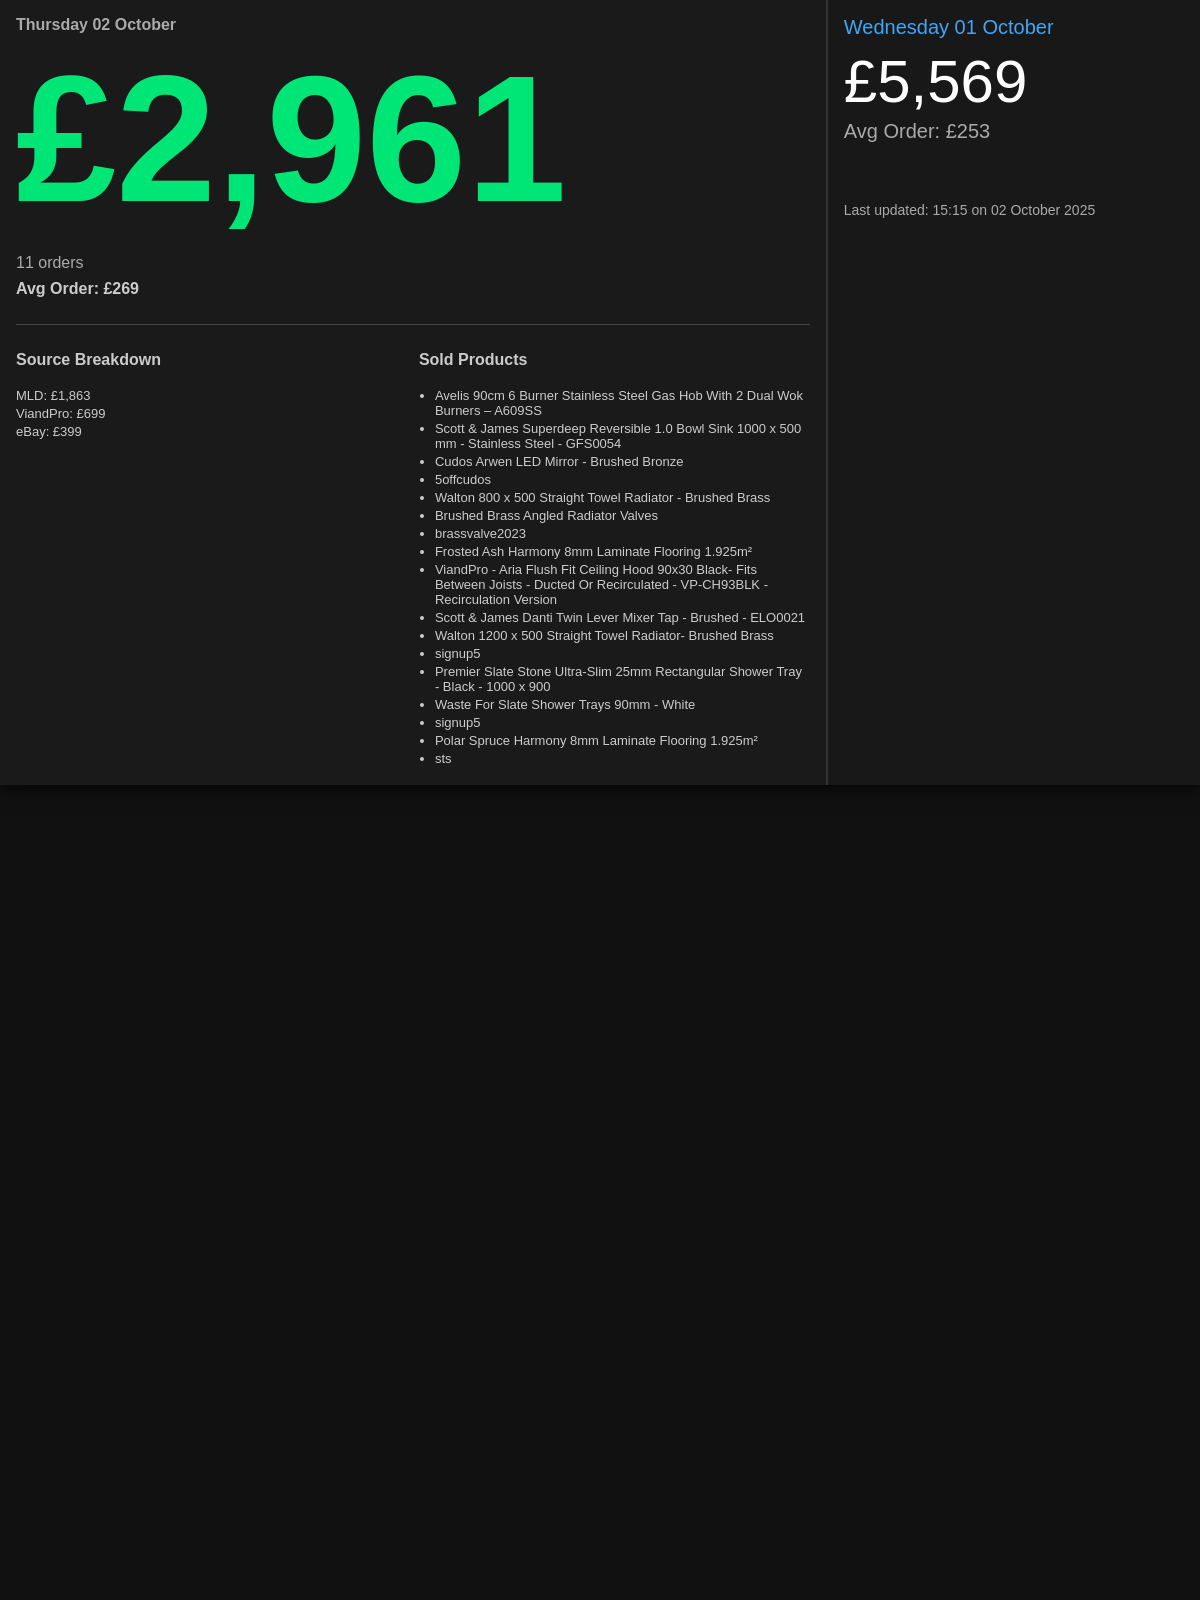 Thursday 02 October
£2,961
11 orders
Avg Order: £269
Source Breakdown
MLD: £1,863
ViandPro: £699
eBay: £399
Sold Products
Avelis 90cm 6 Burner Stainless Steel Gas Hob With 2 Dual Wok
Burners – A609SS
Scott & James Superdeep Reversible 1.0 Bowl Sink 1000 x 500
mm - Stainless Steel - GFS0054
Cudos Arwen LED Mirror - Brushed Bronze
5offcudos
Walton 800 x 500 Straight Towel Radiator - Brushed Brass
Brushed Brass Angled Radiator Valves
brassvalve2023
Frosted Ash Harmony 8mm Laminate Flooring 1.925m²
ViandPro - Aria Flush Fit Ceiling Hood 90x30 Black- Fits
Between Joists - Ducted Or Recirculated - VP-CH93BLK -
Recirculation Version
Scott & James Danti Twin Lever Mixer Tap - Brushed - ELO0021
Walton 1200 x 500 Straight Towel Radiator- Brushed Brass
signup5
Premier Slate Stone Ultra-Slim 25mm Rectangular Shower Tray
- Black - 1000 x 900
Waste For Slate Shower Trays 90mm - White
signup5
Polar Spruce Harmony 8mm Laminate Flooring 1.925m²
sts
Wednesday 01 October
£5,569
Avg Order: £253
Last updated: 15:15 on 02 October 2025